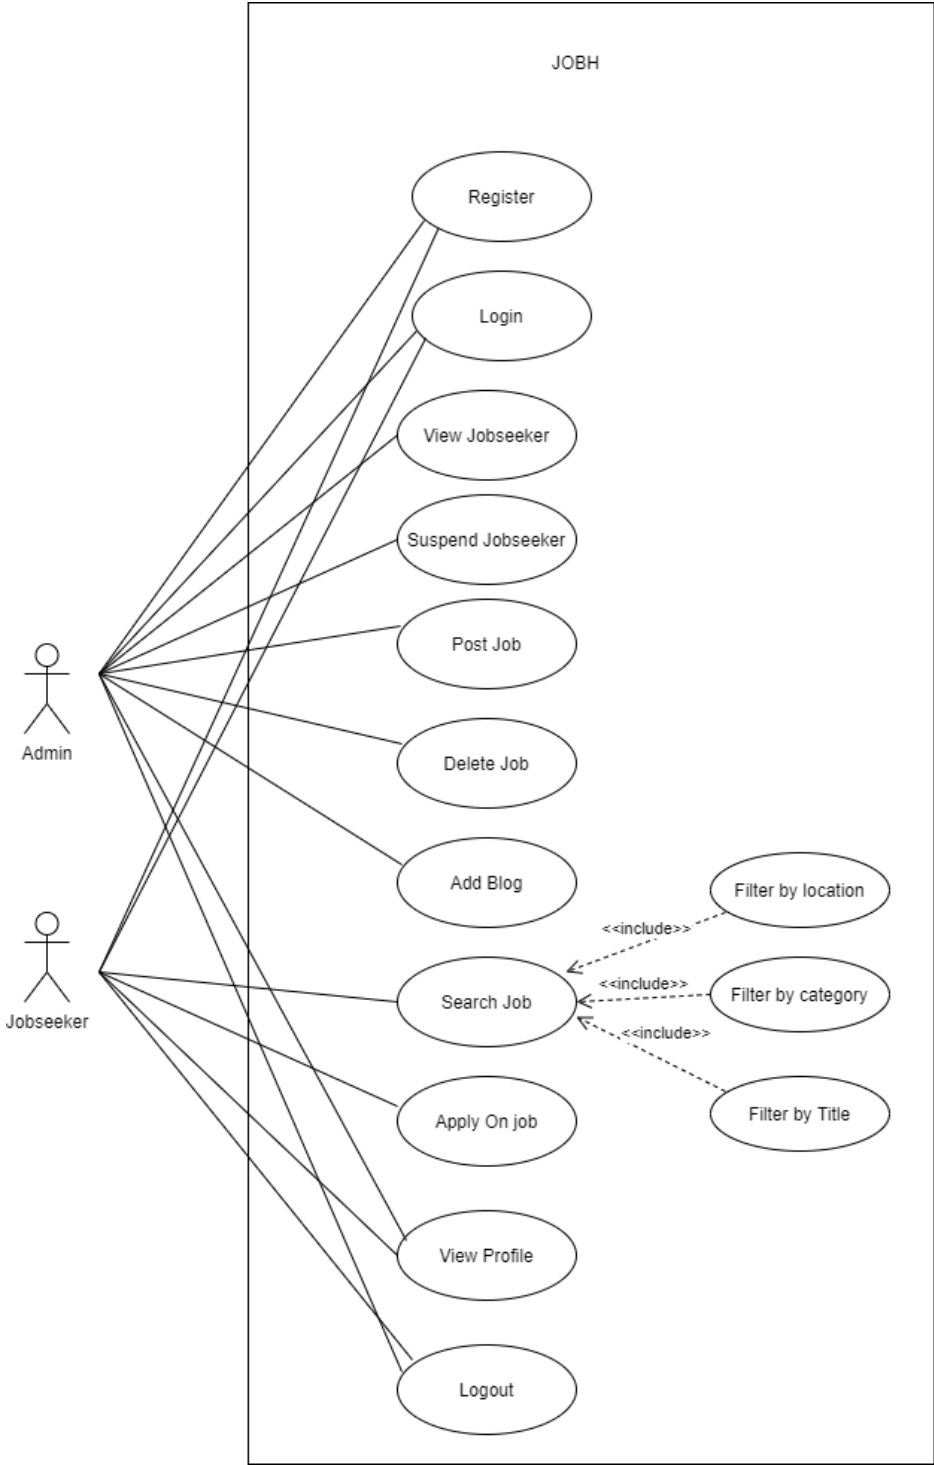 JOBH
Register
Login
View Jobseeker
Suspend Jobseeker
Post Job
Admin
Delete Job
Add Blog
Filter by location
<<include>>
Jobseeker
Search Job
<<include>>
Filter by category
<<include>>
Apply On job
Filter by Title
View Profile
Logout